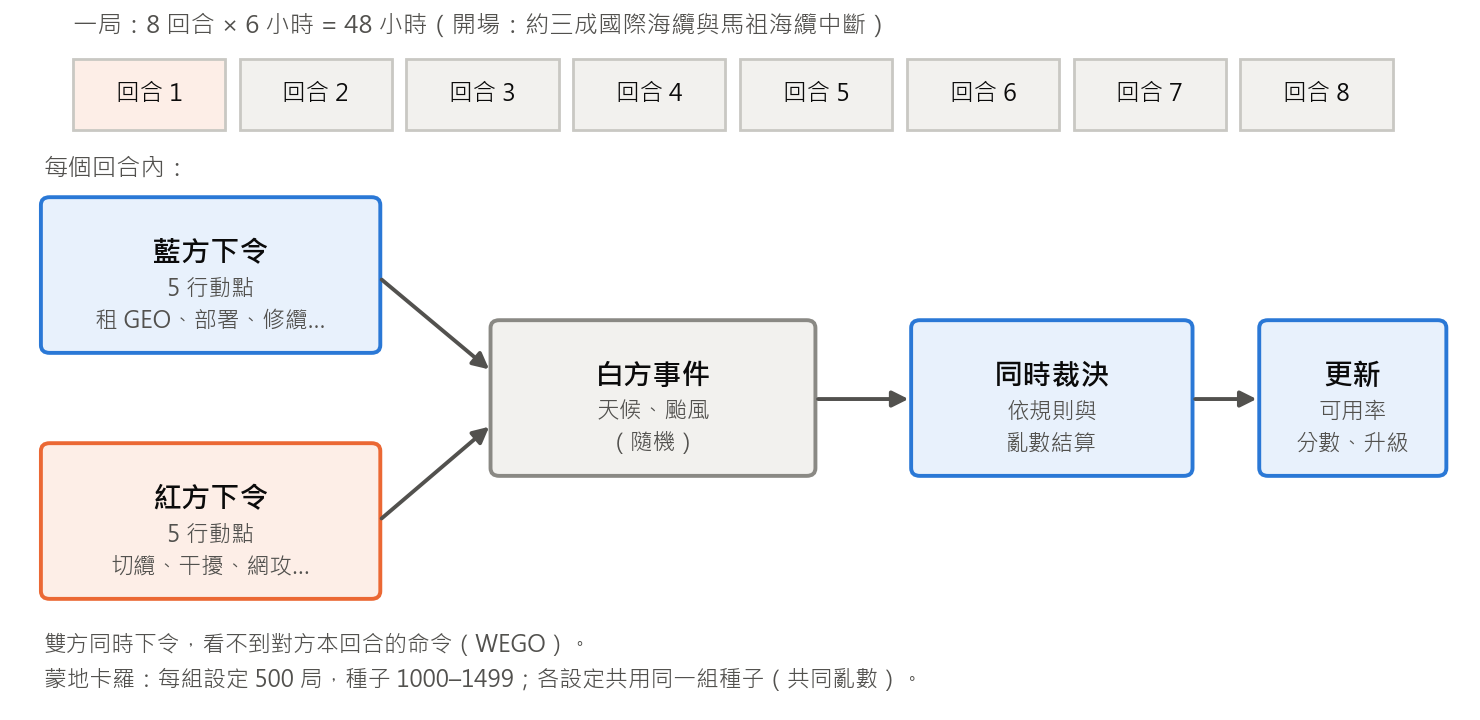 一局：8 回合 × 6 小時 = 48 小時（開場：約三成國際海纜與馬祖海纜中斷）
回合 1
回合 2
回合 3
回合 4
回合 5
回合 6
回合 7
回合 8
每個回合內：
藍方下令
5 行動點
租 GEO、部署、修纜...
紅方下令
5 行動點
切纜、干擾、網攻...
白方事件
天候、颱風
（隨機）
同時裁決
依規則與
亂數結算
更新
可用率
分數、升級
雙方同時下令，看不到對方本回合的命令（WEGO）。
蒙地卡羅：每組設定 500 局，種子 1000–1499；各設定共用同一組種子（共同亂數）。